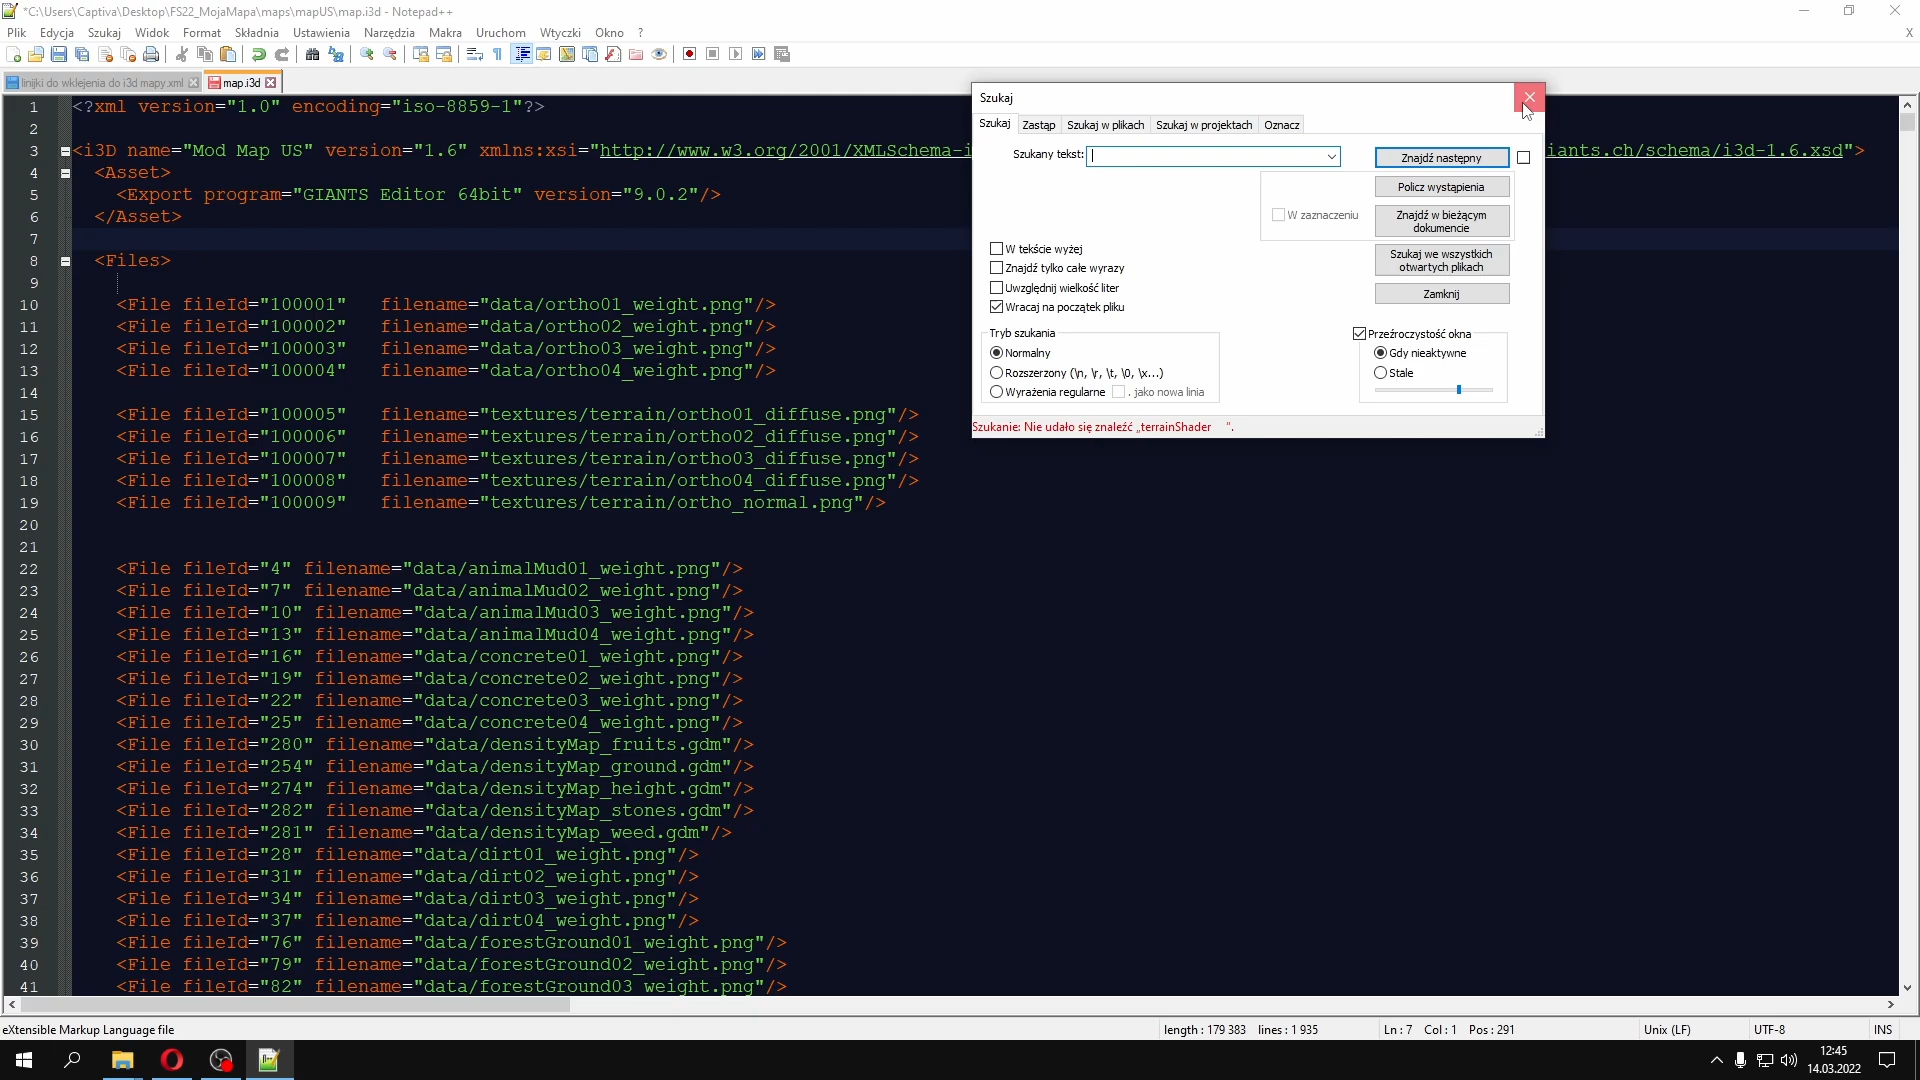 *C:\Users\Captiva\Desktop\FS22_MojaMapa\maps\mapUS\map.i3d - Notepad++
Plik Edycja Szukaj Widok Format Składnia Ustawienia Narzędzia Makra Uruchom Wtyczki Okno ? X
linijki do wklejenia do i3d mapy.xml map.i3d
1 <?xml version="1.0" encoding="iso-8859-1"?>
2
3 <i3D name="Mod Map US" version="1.6" xmlns:xsi="http://www.w3.org/2001/XMLSchema-i iants.ch/schema/i3d-1.6.xsd">
4 <Asset>
5 <Export program="GIANTS Editor 64bit" version="9.0.2"/>
6 </Asset>
7
8 <Files>
9
10 <File fileId="100001" filename="data/ortho01_weight.png"/>
11 <File fileId="100002" filename="data/ortho02_weight.png"/>
12 <File fileId="100003" filename="data/ortho03_weight.png"/>
13 <File fileId="100004" filename="data/ortho04_weight.png"/>
14
15 <File fileId="100005" filename="textures/terrain/ortho01_diffuse.png"/>
16 <File fileId="100006" filename="textures/terrain/ortho02_diffuse.png"/>
17 <File fileId="100007" filename="textures/terrain/ortho03_diffuse.png"/>
18 <File fileId="100008" filename="textures/terrain/ortho04_diffuse.png"/>
19 <File fileId="100009" filename="textures/terrain/ortho_normal.png"/>
20
21
22 <File fileId="4" filename="data/animalMud01_weight.png"/>
23 <File fileId="7" filename="data/animalMud02_weight.png"/>
24 <File fileId="10" filename="data/animalMud03_weight.png"/>
25 <File fileId="13" filename="data/animalMud04_weight.png"/>
26 <File fileId="16" filename="data/concrete01_weight.png"/>
27 <File fileId="19" filename="data/concrete02_weight.png"/>
28 <File fileId="22" filename="data/concrete03_weight.png"/>
29 <File fileId="25" filename="data/concrete04_weight.png"/>
30 <File fileId="280" filename="data/densityMap_fruits.gdm"/>
31 <File fileId="254" filename="data/densityMap_ground.gdm"/>
32 <File fileId="274" filename="data/densityMap_height.gdm"/>
33 <File fileId="282" filename="data/densityMap_stones.gdm"/>
34 <File fileId="281" filename="data/densityMap_weed.gdm"/>
35 <File fileId="28" filename="data/dirt01_weight.png"/>
36 <File fileId="31" filename="data/dirt02_weight.png"/>
37 <File fileId="34" filename="data/dirt03_weight.png"/>
38 <File fileId="37" filename="data/dirt04_weight.png"/>
39 <File fileId="76" filename="data/forestGround01_weight.png"/>
40 <File fileId="79" filename="data/forestGround02_weight.png"/>
41 <File fileId="82" filename="data/forestGround03_weight.png"/>
Szukaj
Szukaj Zastąp Szukaj w plikach Szukaj w projektach Oznacz
Szukany tekst: Znajdź następny
Policz wystąpienia
W zaznaczeniu Znajdź w bieżącym
dokumencie
W tekście wyżej Szukaj we wszystkich
Znajdź tylko całe wyrazy otwartych plikach
Uwzględnij wielkość liter Zamknij
Wracaj na początek pliku
Tryb szukania Przeźroczystość okna
Normalny Gdy nieaktywne
Rozszerzony (\n, \r, \t, \0, \x...) Stale
Wyrażenia regularne . jako nowa linia
Szukanie: Nie udało się znaleźć „terrainShader ”.
eXtensible Markup Language file length : 179 383 lines : 1 935 Ln : 7 Col : 1 Pos : 291 Unix (LF) UTF-8 INS
12:45
14.03.2022